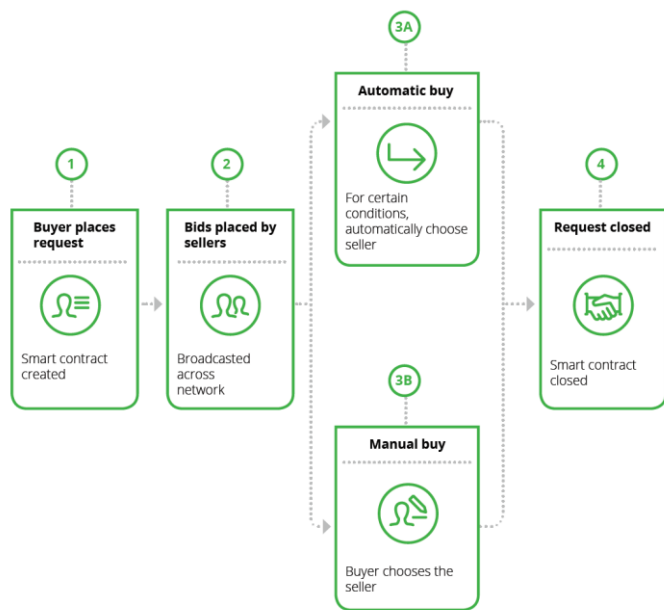 1
Buyer places
request
Smart contract
created
2
Bids placed by
sellers
Broadcasted
across
network
3A
Automatic buy
For certain
conditions,
automatically choose
seller
3B
Manual buy
Buyer chooses the
seller
4
Request closed
Smart contract
closed